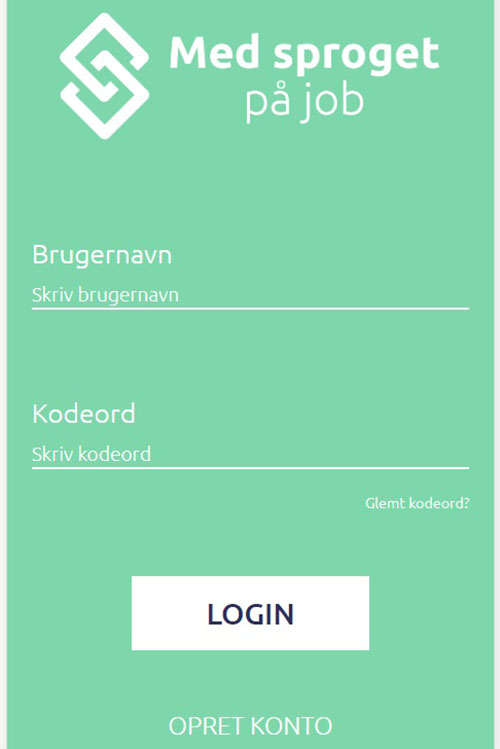 Med sproget
på job
Brugernavn
Skriv brugernavn
Kodeord
Skriv kodeord
Glemt kodeord?
LOGIN
OPRET KONTO